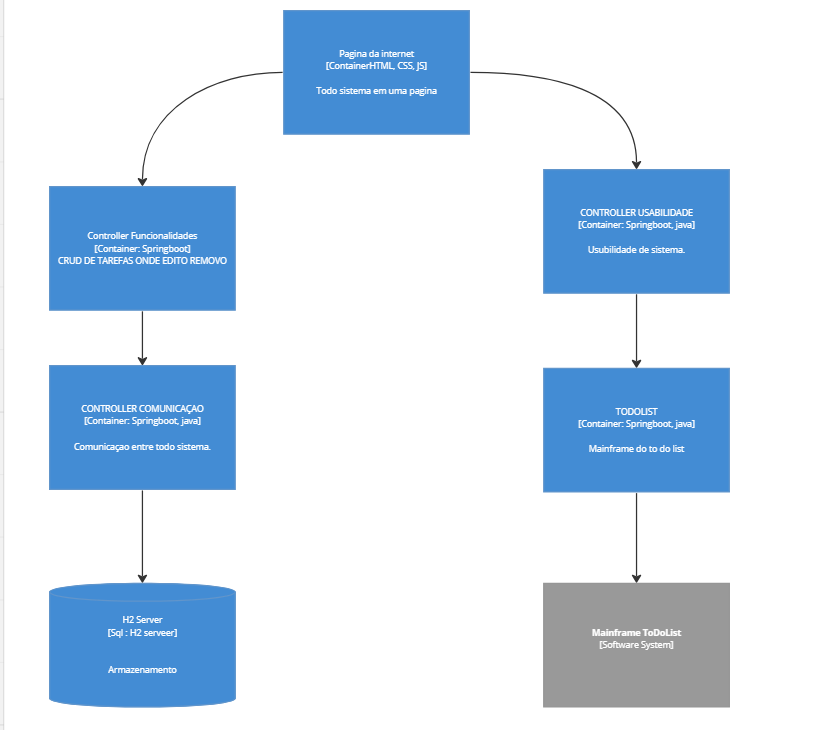 Pagina da internet
[ContainerHTML, CSS, JS]
Todo sistema em uma pagina
CONTROLLER USABILIDADE
[Container: Springboot, java]
Usubilidade de sistema.
Controller Funcionalidades
[Container: Springboot]
CRUD DE TAREFAS ONDE EDITO REMOVO
CONTROLLER COMUNICAÇAO
[Container: Springboot, java]
Comunicaçao entre todo sistema.
TODOLIST
[Container: Springboot, java]
Mainframe do to do list
H2 Server
[Sql : H2 serveer]
Armazenamento
Mainframe ToDoList
[Software System]